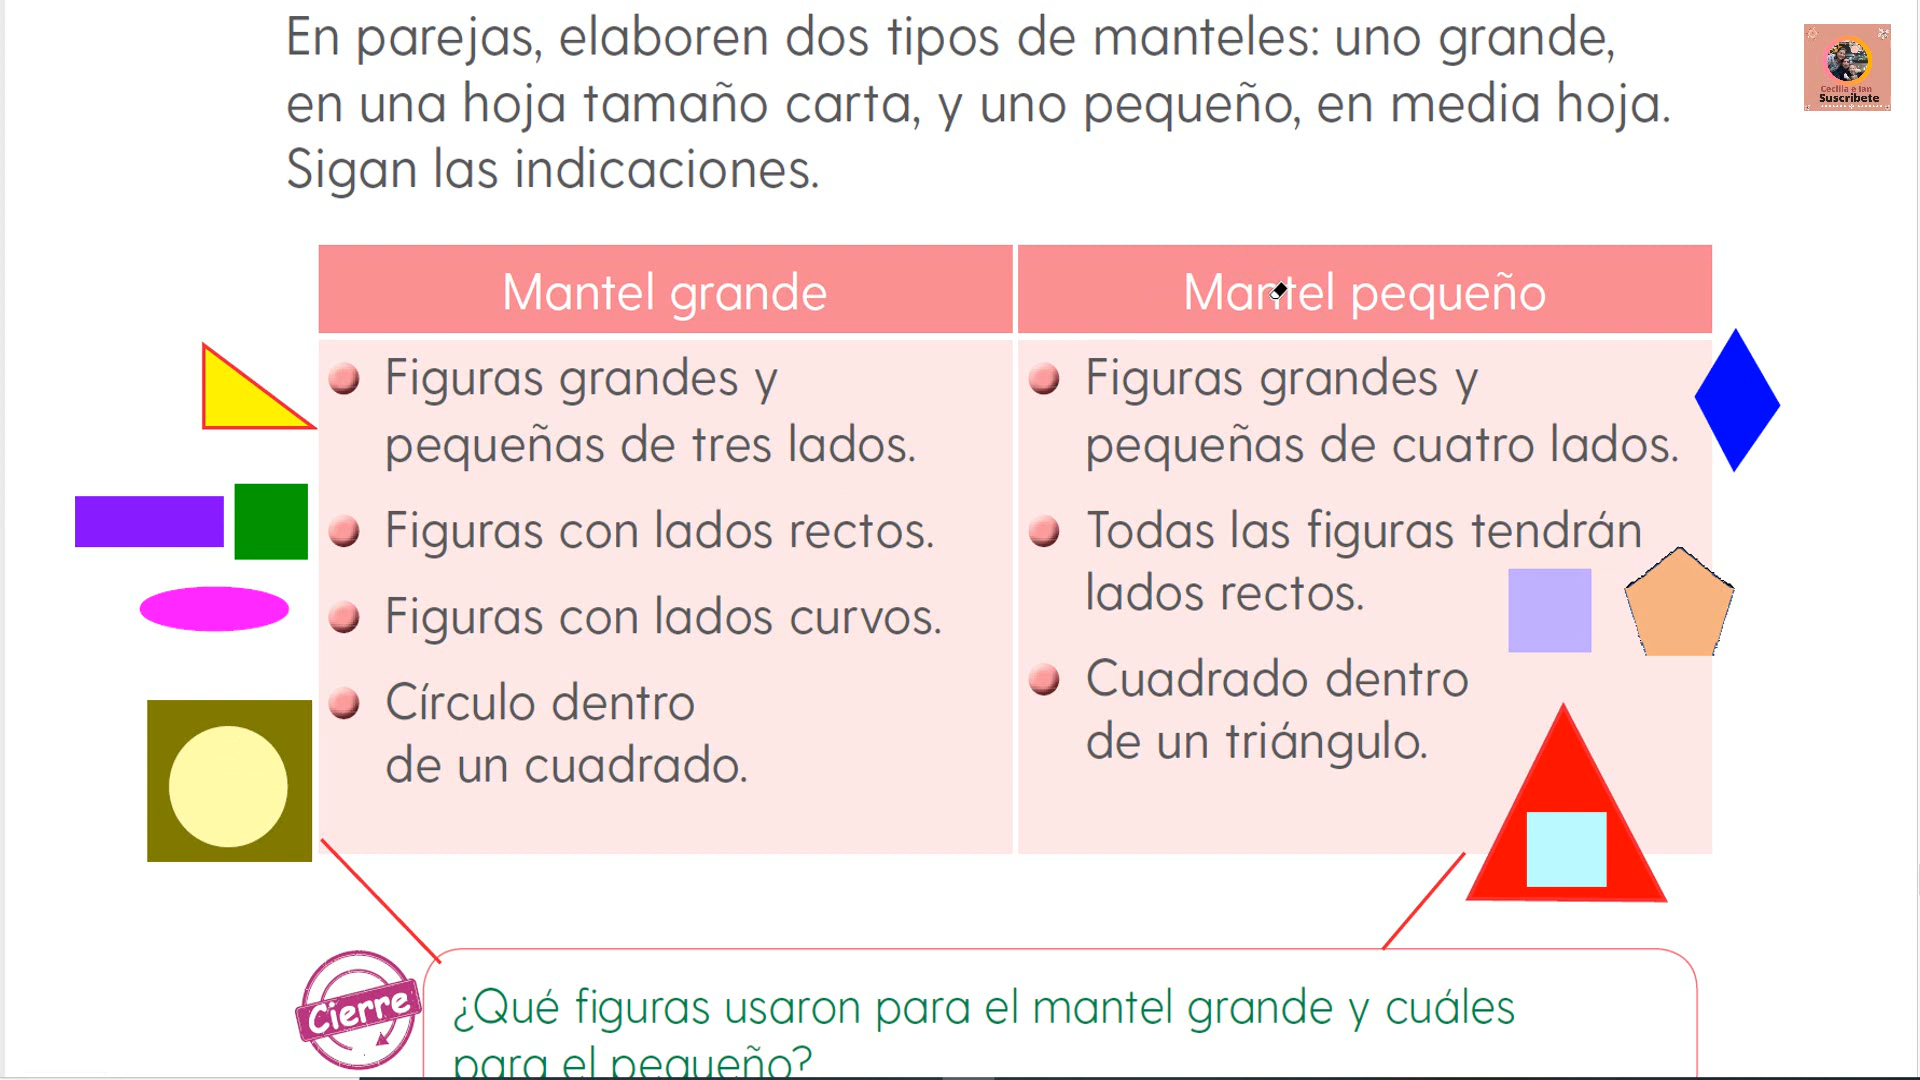 En parejas, elaboren dos tipos de manteles: uno grande,
en una hoja tamaño carta, y uno pequeño, en media hoja.
Sigan las indicaciones.
Cecilia e Ian
Suscribete
Mantel grande
Figuras grandes y
pequeñas de tres lados.
Figuras con lados rectos.
Figuras con lados curvos.
Círculo dentro
de un cuadrado.
Mantel pequeño
Figuras grandes y
pequeñas de cuatro lados.
Todas las figuras tendrán
lados rectos.
Cuadrado dentro
de un triángulo.
Cierre
¿Qué figuras usaron para el mantel grande y cuáles
para el pequeño?